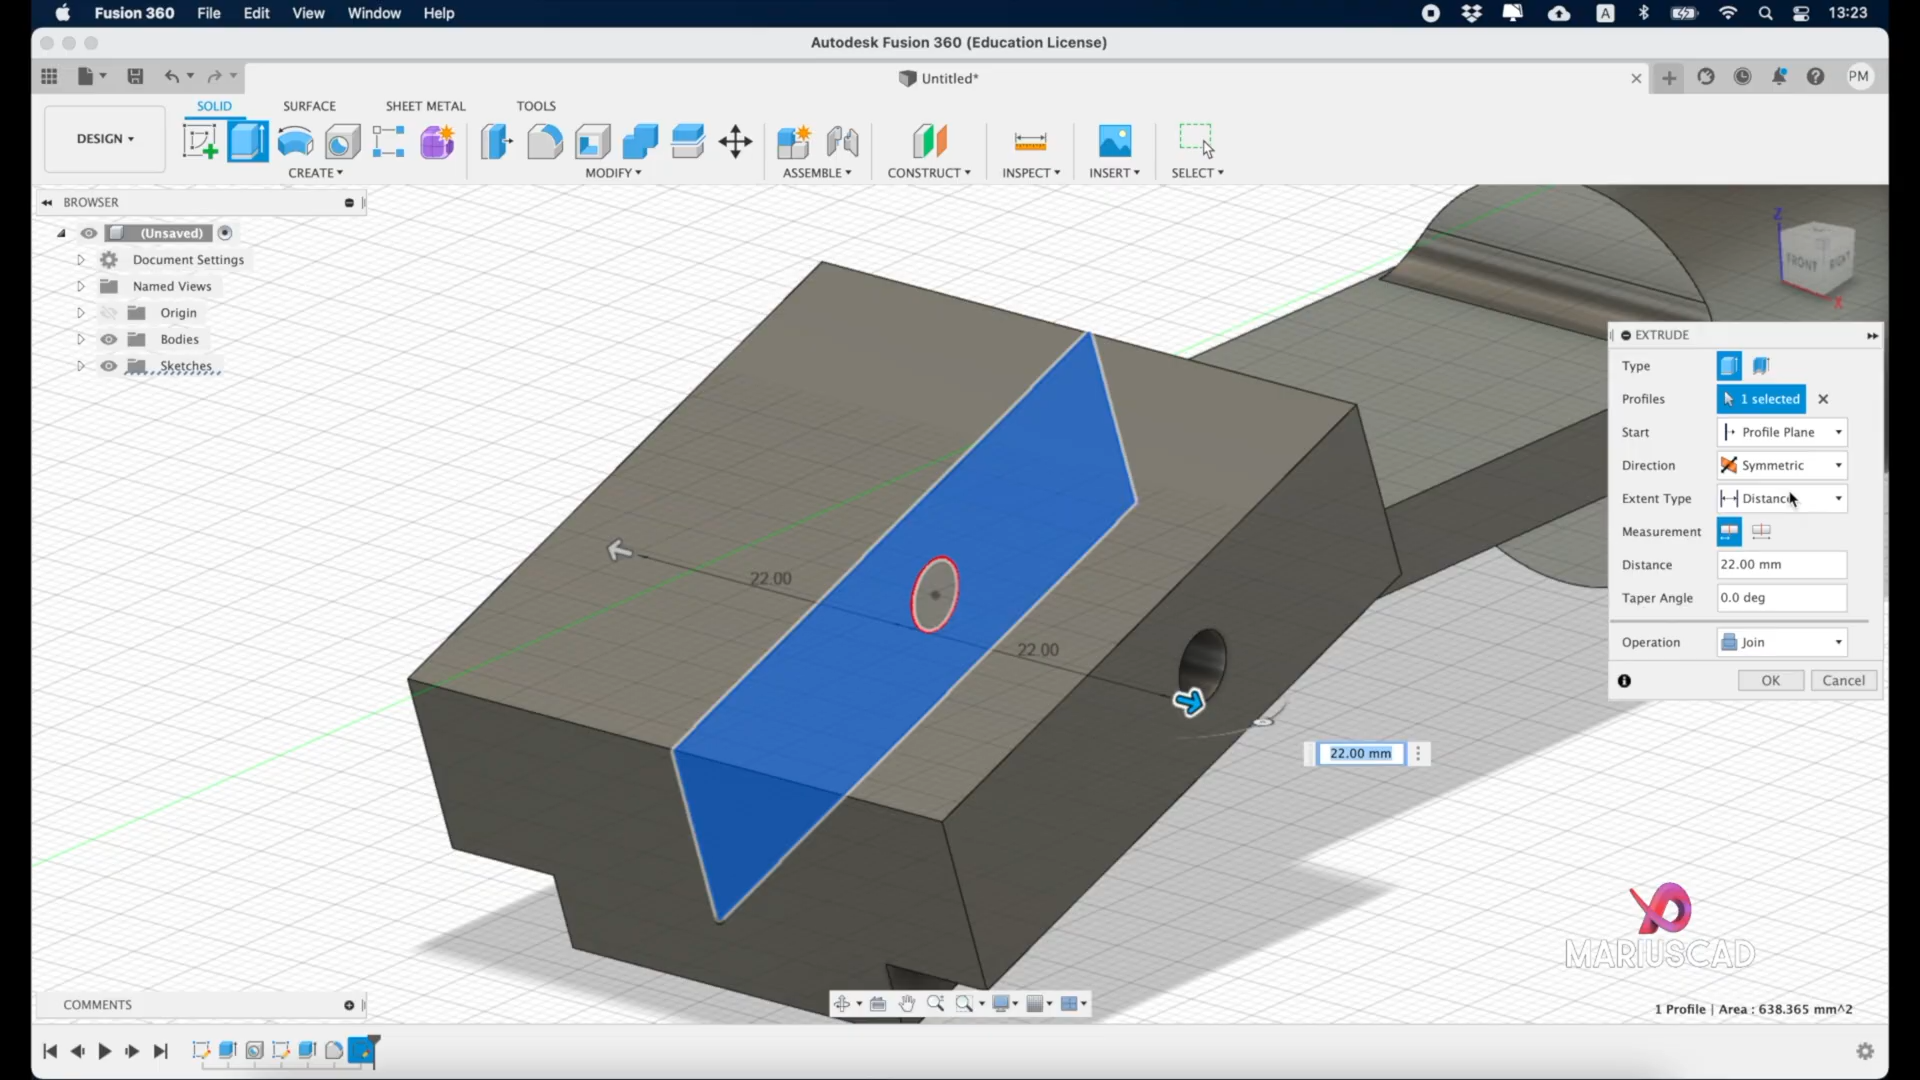 Fusion 360 File Edit View Window Help A 13:23
Autodesk Fusion 360 (Education License)
Untitled* PM
SOLID SURFACE SHEET METAL TOOLS
DESIGN
CREATE MODIFY ASSEMBLE CONSTRUCT INSPECT INSERT SELECT
BROWSER
(Unsaved)
Document Settings
Named Views
Origin
Bodies
Sketches
Z
FRONT RIGHT
X
EXTRUDE
Type
Profiles 1 selected
Start Profile Plane
Direction Symmetric
Extent Type Distance
Measurement
Distance 22.00 mm
Taper Angle 0.0 deg
Operation Join
OK Cancel
22.00
22.00
22.00 mm
MARIUSCAD
COMMENTS
1 Profile | Area : 638.365 mm^2